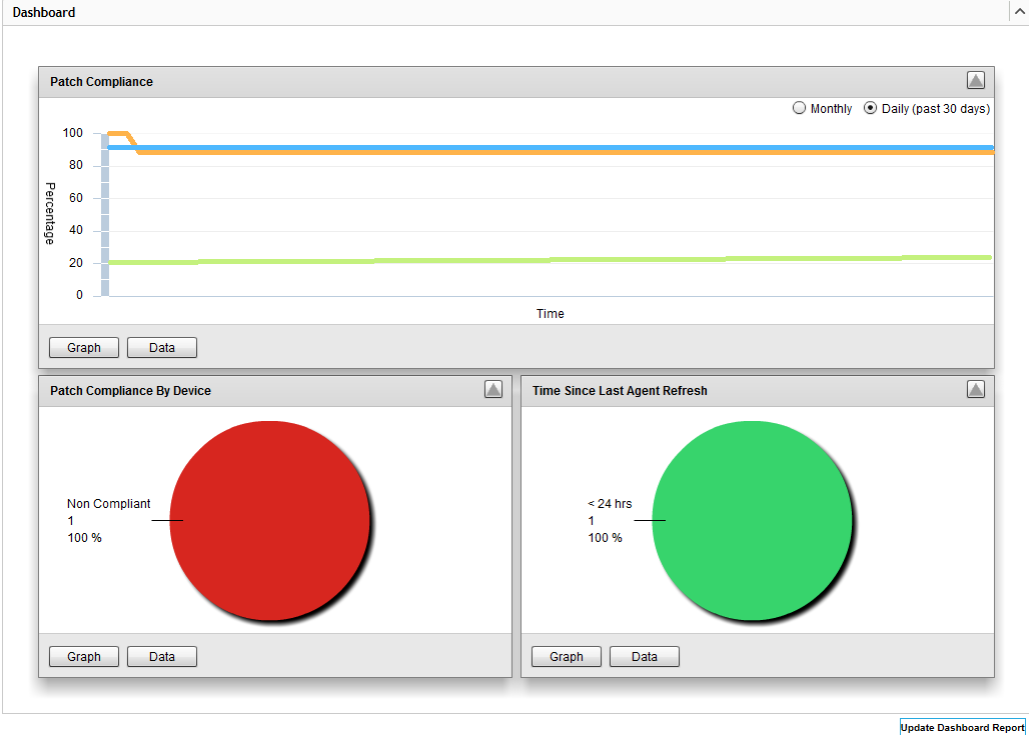 Dashboard
Patch Compliance
Monthly Daily (past 30 days)
100
80
60
40
20
0
Percentage
Time
Graph Data
Patch Compliance By Device
Non Compliant
1
100 %
Graph Data
Time Since Last Agent Refresh
< 24 hrs
1
100 %
Graph Data
Update Dashboard Report